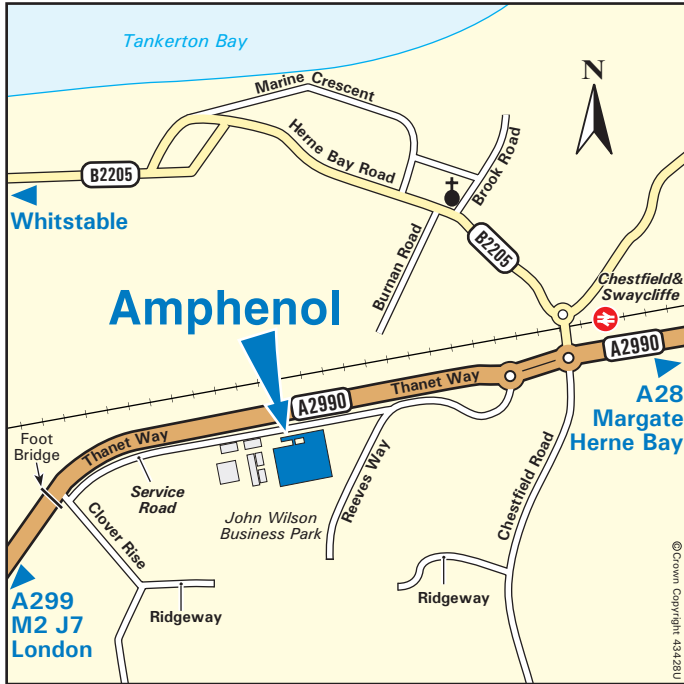 Tankerton Bay
Marine Crescent
N
Herne Bay Road
Brook Road
B2205
Whitstable
Burnan Road
B2205
Chestfield &
Swaycliffe
Amphenol
A2990
Thanet Way
A2990
A28
Margate
Herne Bay
Foot
Bridge
Thanet Way
Service
Road
John Wilson
Business Park
Reeves Way
Chestfield Road
Clover Rise
Ridgeway
Ridgeway
A299
M2 J7
London
©Crown Copyright 43428U